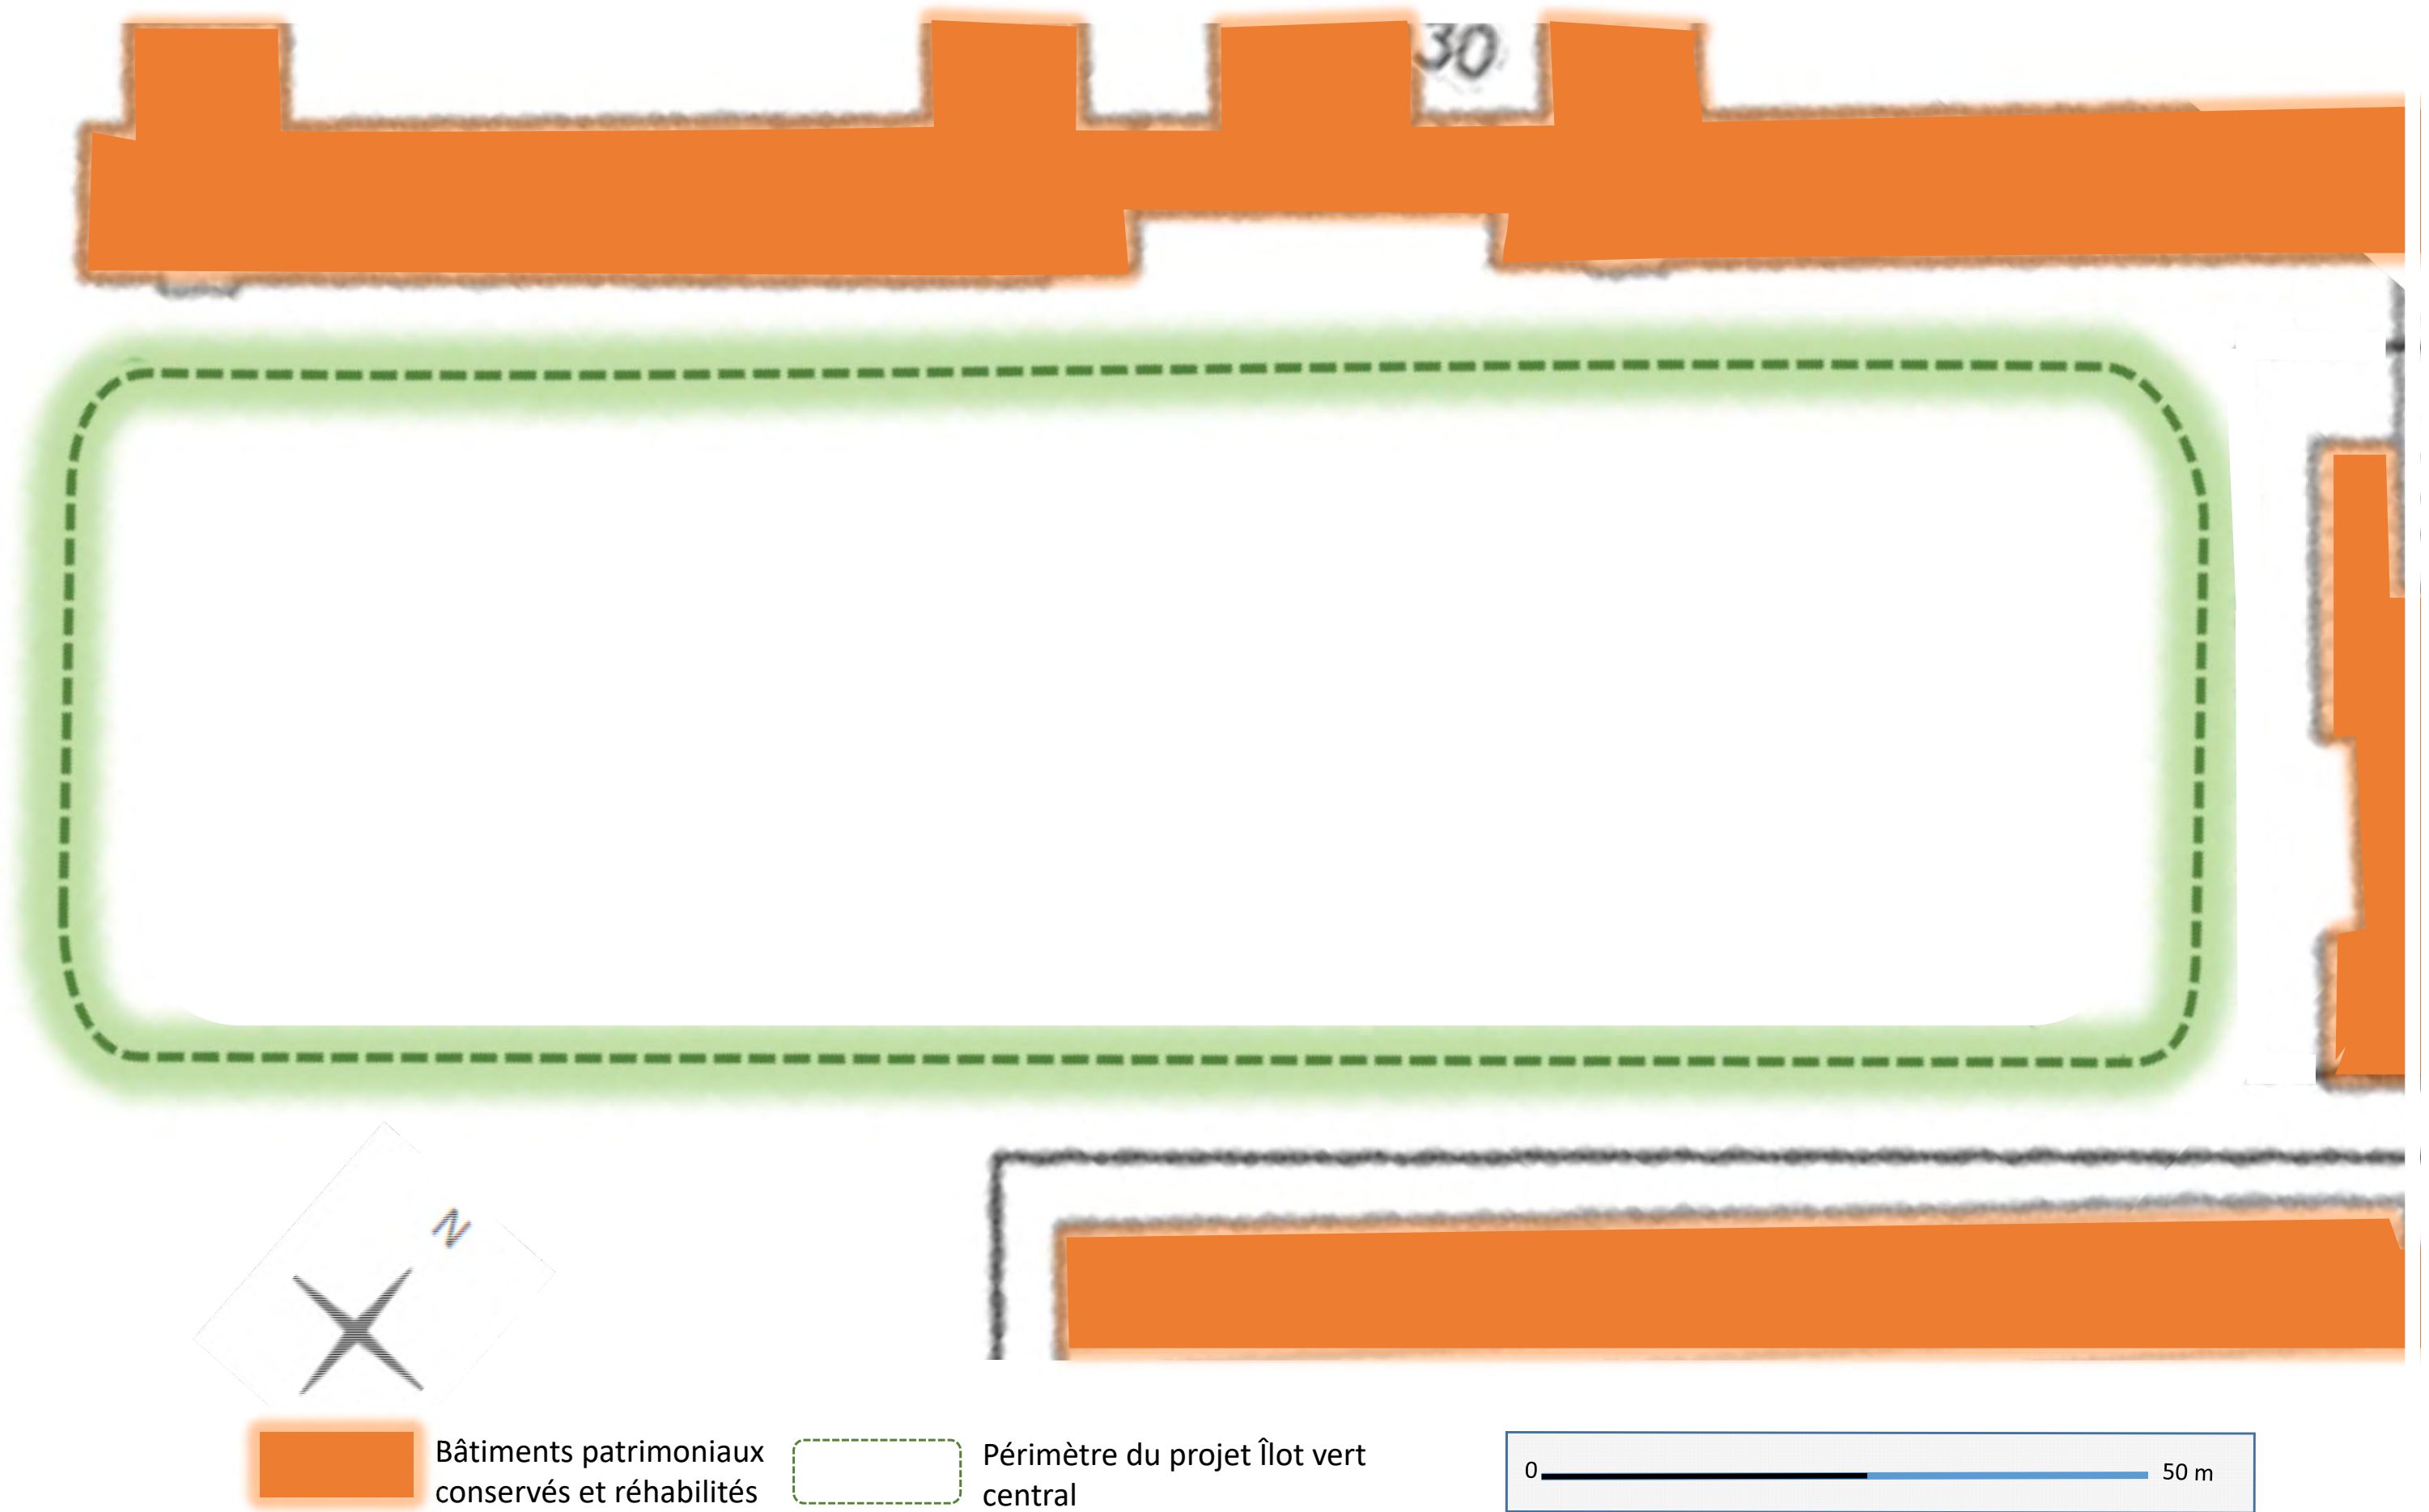 30
N
Bâtiments patrimoniaux
conservés et réhabilités
Périmètre du projet Îlot vert
central
0
50 m